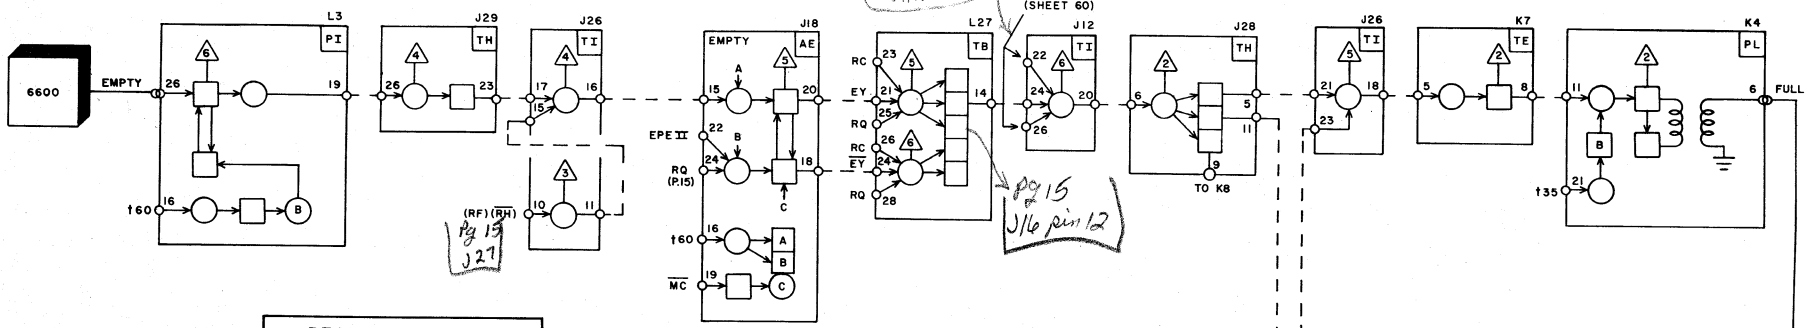 (SHEET 60)
L3
PI
6
6600
EMPTY
26
19
t60
16
B
J29
TH
4
26
23
J26
TI
4
17
16
15
3
(RF)(RH)
10
11
Pg 15
J27
J18
AE
EMPTY
A
5
15
20
EPE II
22
B
24
RQ
(P.15)
18
C
t60
16
A
B
MC
19
C
L27
TB
RC
23
5
EY
21
14
RQ
25
RC
26
6
EY
24
RQ
28
pg 15
J16 pin 12
J12
TI
22
6
24
20
26
J28
TH
2
6
5
11
9
TO K8
J26
TI
5
21
18
23
K7
TE
2
5
8
K4
PL
2
11
6
FULL
B
t35
21